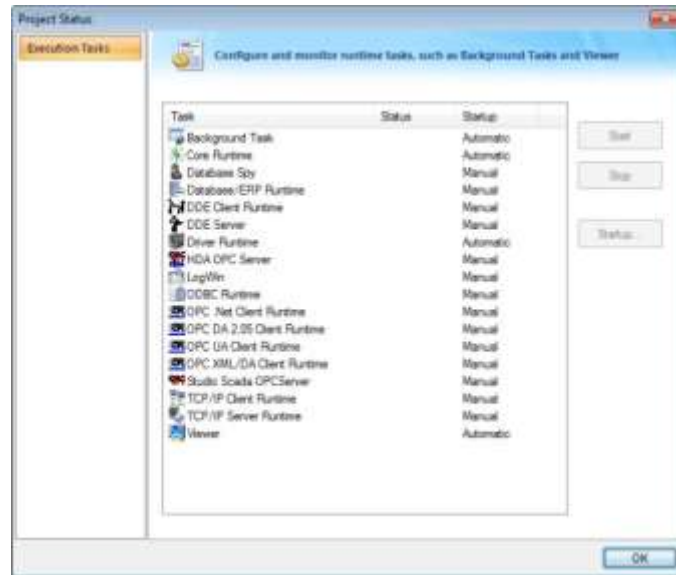 Project Status
Execution Tasks
Configure and monitor runtime tasks, such as Background Tasks and Viewer
Task Status Startup
Background Task Automatic
Core Runtime Automatic
Database Spy Manual
Database/ERP Runtime Manual
DDE Client Runtime Manual
DDE Server Manual
Driver Runtime Automatic
HDA OPC Server Manual
LogWin Manual
ODBC Runtime Manual
OPC .Net Client Runtime Manual
OPC DA 2.05 Client Runtime Manual
OPC UA Client Runtime Manual
OPC XML/DA Client Runtime Manual
Studio Scada OPCServer Manual
TCP/IP Client Runtime Manual
TCP/IP Server Runtime Manual
Viewer Automatic
Start
Stop
Startup...
OK